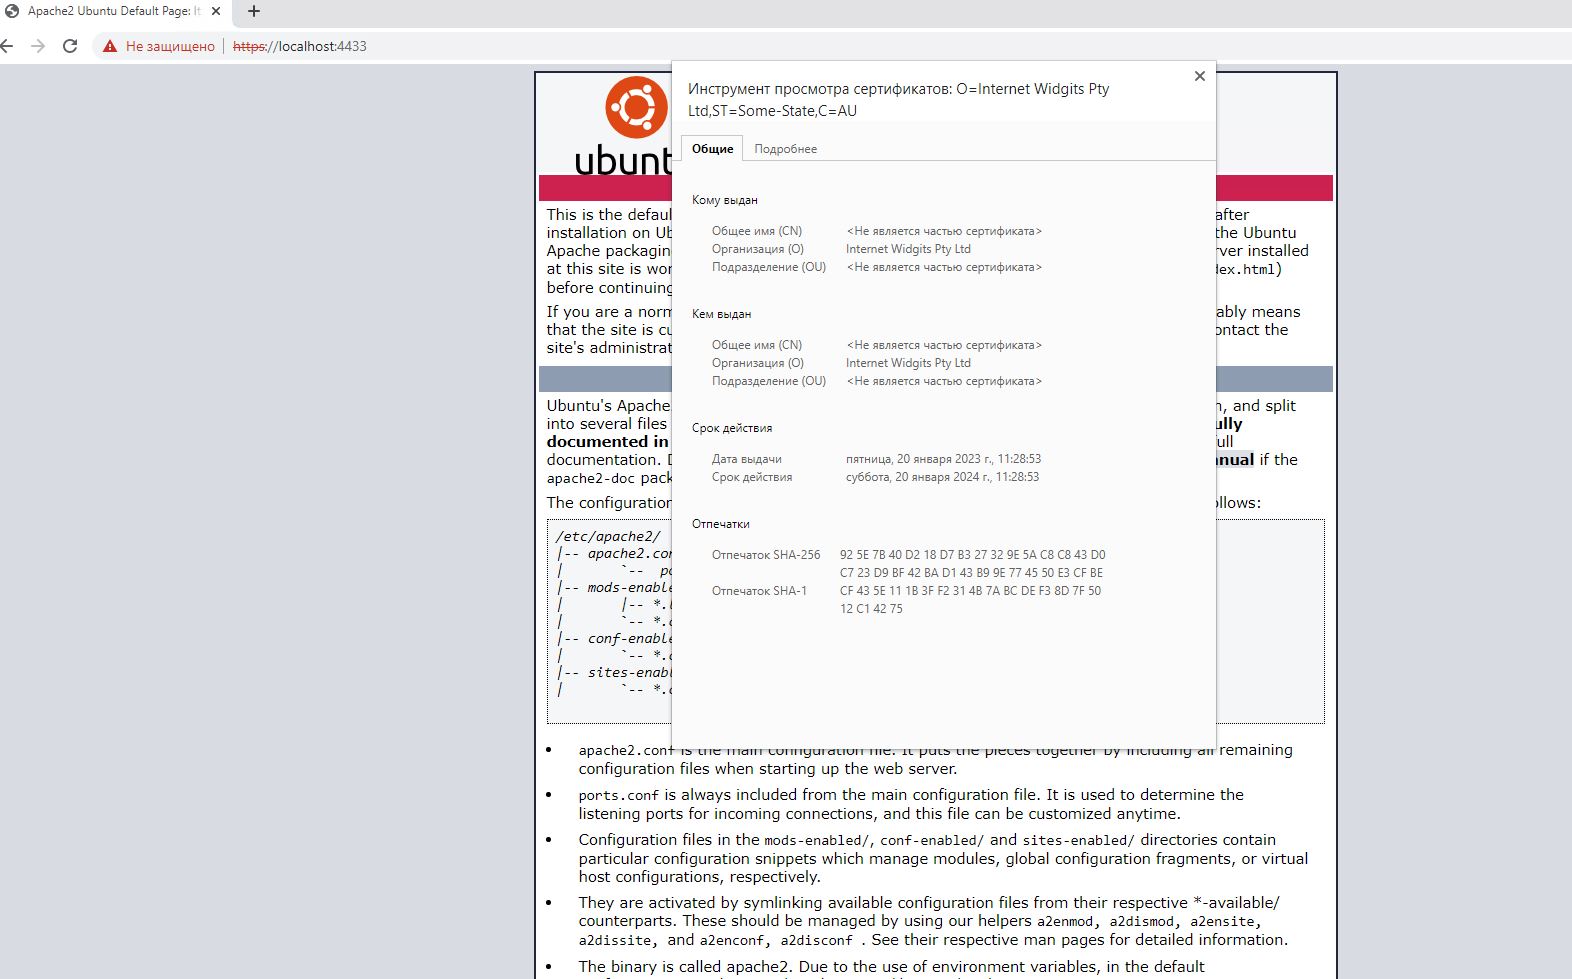 Apache2 Ubuntu Default Page: It
Не защищено https://localhost:4433
ubunt
Инструмент просмотра сертификатов: O=Internet Widgits Pty
Ltd,ST=Some-State,C=AU
Общие Подробнее
Кому выдан
Общее имя (CN) <Не является частью сертификата>
Организация (O) Internet Widgits Pty Ltd
Подразделение (OU) <Не является частью сертификата>
Кем выдан
Общее имя (CN) <Не является частью сертификата>
Организация (O) Internet Widgits Pty Ltd
Подразделение (OU) <Не является частью сертификата>
Срок действия
Дата выдачи пятница, 20 января 2023 г., 11:28:53
Срок действия суббота, 20 января 2024 г., 11:28:53
Отпечатки
Отпечаток SHA-256 92 5E 7B 40 D2 18 D7 B3 27 32 9E 5A C8 C8 43 D0
C7 23 D9 BF 42 BA D1 43 B9 9E 77 45 50 E3 CF BE
Отпечаток SHA-1 CF 43 5E 11 1B 3F F2 31 4B 7A BC DE F3 8D 7F 50
12 C1 42 75
This is the defaul after
installation on Ub the Ubuntu
Apache packagin ver installed
at this site is wor dex.html)
before continuing
If you are a norm ably means
that the site is cu ontact the
site's administrat
Ubuntu's Apache n, and split
into several files ully
documented in ull
documentation. D nual if the
apache2-doc pack
The configuration llows:
/etc/apache2/
|-- apache2.con
| `-- po
|-- mods-enable
| |-- *.l
| `-- *.c
|-- conf-enable
| `-- *.c
|-- sites-enabl
| `-- *.c
• apache2.conf is the main configuration file. It puts the pieces together by including all remaining
configuration files when starting up the web server.
• ports.conf is always included from the main configuration file. It is used to determine the
listening ports for incoming connections, and this file can be customized anytime.
• Configuration files in the mods-enabled/, conf-enabled/ and sites-enabled/ directories contain
particular configuration snippets which manage modules, global configuration fragments, or virtual
host configurations, respectively.
• They are activated by symlinking available configuration files from their respective *-available/
counterparts. These should be managed by using our helpers a2enmod, a2dismod, a2ensite,
a2dissite, and a2enconf, a2disconf . See their respective man pages for detailed information.
• The binary is called apache2. Due to the use of environment variables, in the default